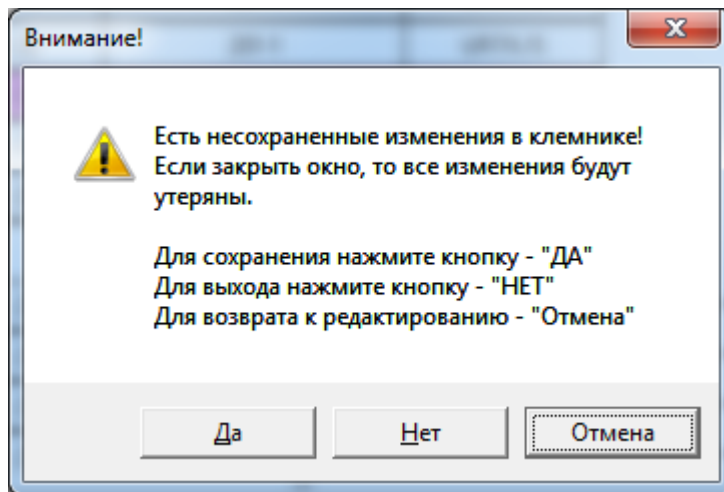 Внимание!
Есть несохраненные изменения в клемнике!
Если закрыть окно, то все изменения будут
утеряны.
Для сохранения нажмите кнопку - "ДА"
Для выхода нажмите кнопку - "НЕТ"
Для возврата к редактированию - "Отмена"
Да
Нет
Отмена